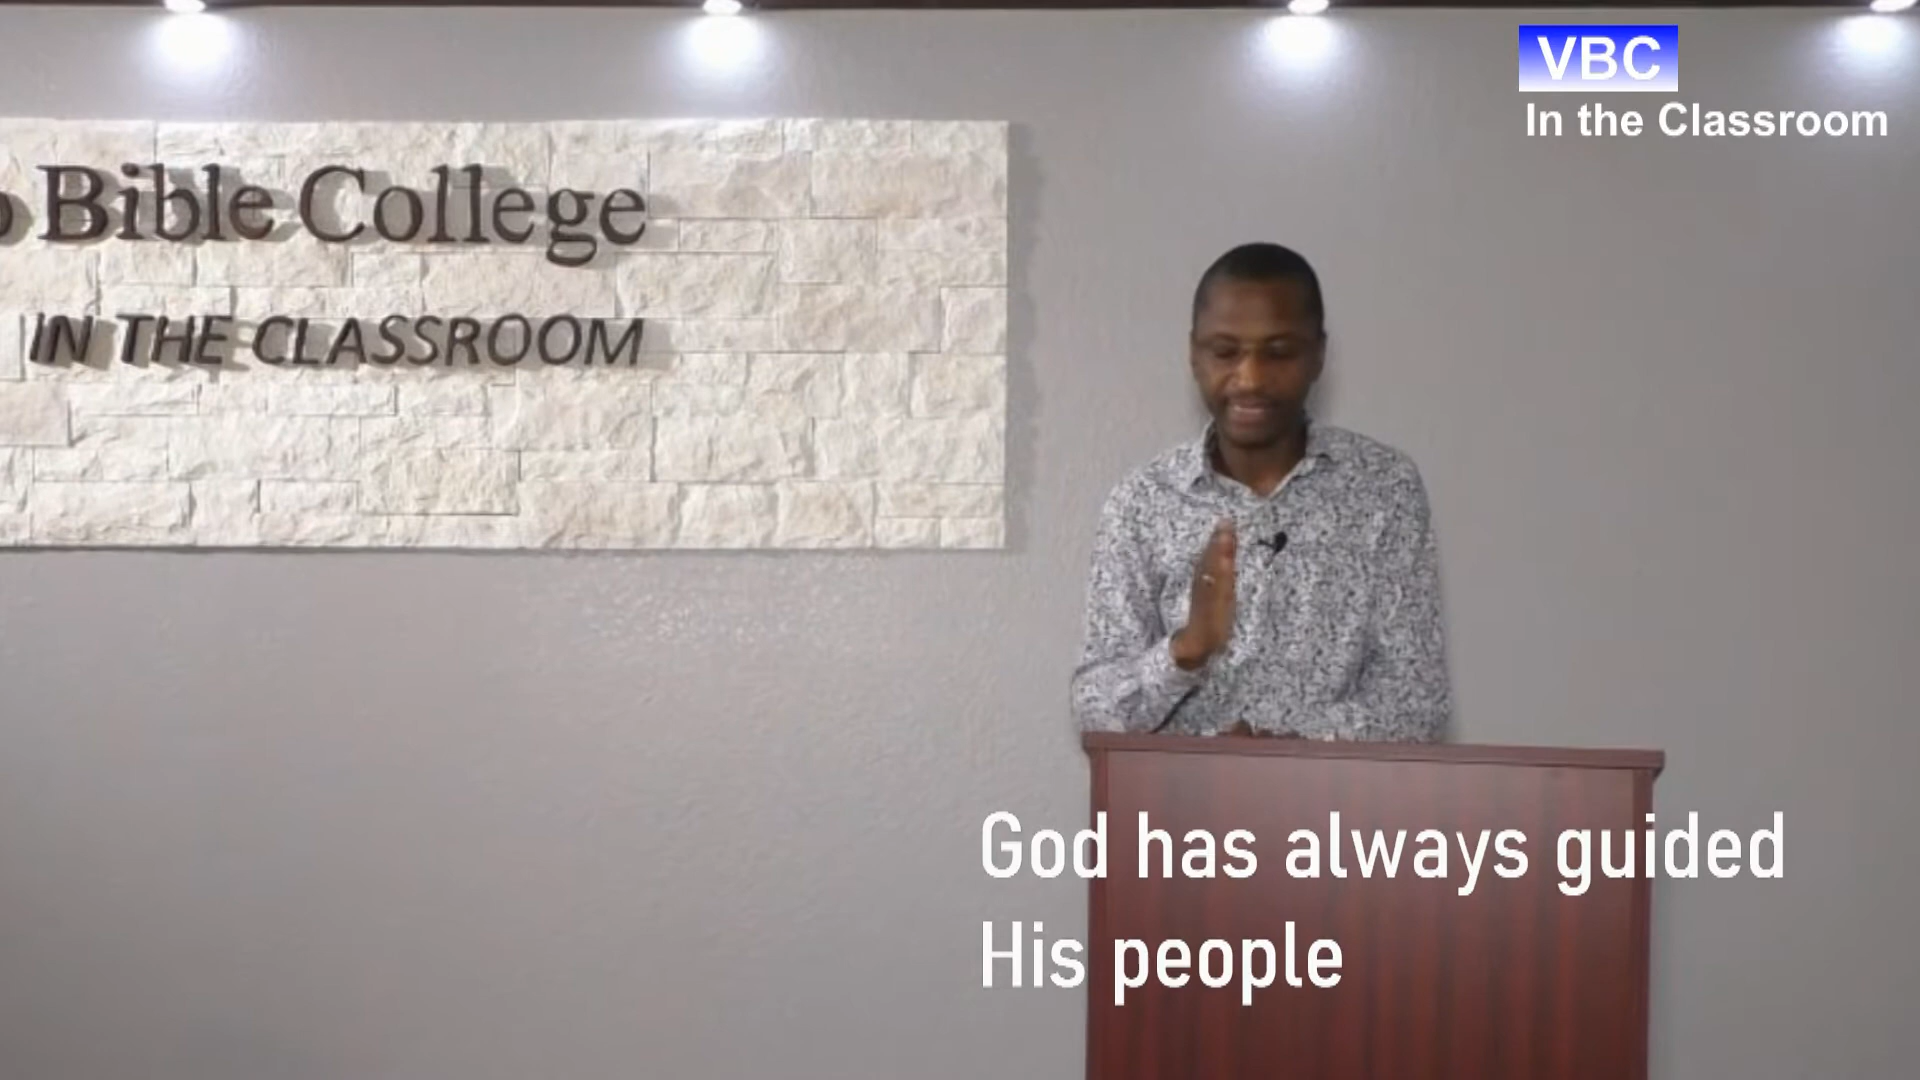 VBC
In the Classroom
Bible College
IN THE CLASSROOM
God has always guided
His people